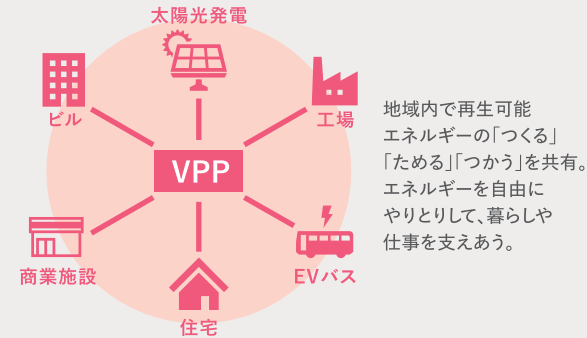 太陽光発電
ビル
工場
VPP
商業施設
EVバス
住宅
地域内で再生可能
エネルギーの「つくる」
「ためる」「つかう」を共有。
エネルギーを自由に
やりとりして、暮らしや
仕事を支えあう。